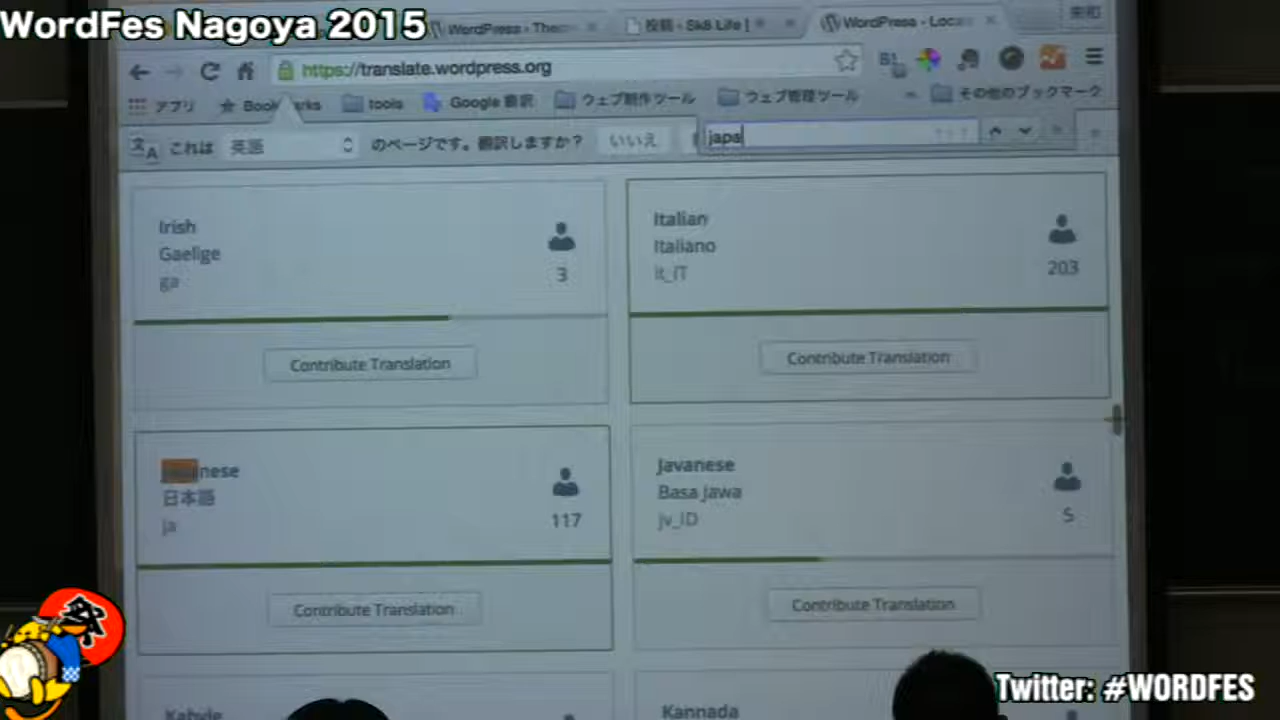 WordFes Nagoya 2015
WordPress › Them
投稿 ‹ Sk8 Life |
WordPress › Loca
https://translate.wordpress.org
アプリ
Bookmarks
tools
Google 翻訳
ウェブ制作ツール
ウェブ管理ツール
その他のブックマーク
これは 英語 のページです。翻訳しますか？ いいえ
japa
Irish
Gaeilge
ga
3
Italian
Italiano
it_IT
203
Contribute Translation
Contribute Translation
Japanese
日本語
ja
117
Javanese
Basa Jawa
jv_ID
5
Contribute Translation
Contribute Translation
Kabyle
Kannada
祭
Twitter: #WORDFES